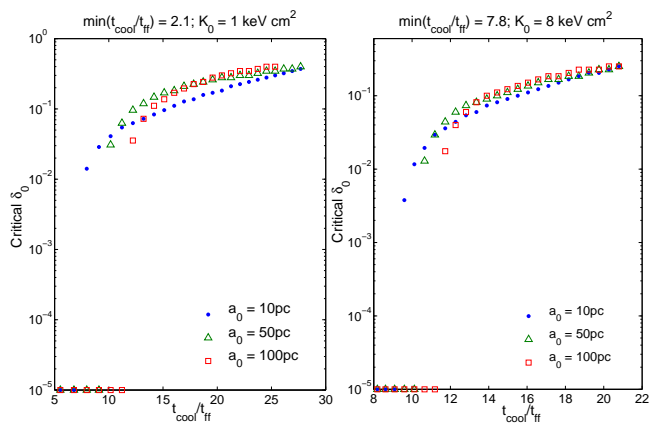 min(t_cool/t_ff) = 2.1; K_0 = 1 keV cm^2
10^0
10^-1
10^-2
10^-3
10^-4
10^-5
Critical δ_0
a_0 = 10pc
a_0 = 50pc
a_0 = 100pc
5 10 15 20 25 30
t_cool/t_ff
min(t_cool/t_ff) = 7.8; K_0 = 8 keV cm^2
10^0
10^-1
10^-2
10^-3
10^-4
10^-5
Critical δ_0
a_0 = 10pc
a_0 = 50pc
a_0 = 100pc
8 10 12 14 16 18 20 22
t_cool/t_ff